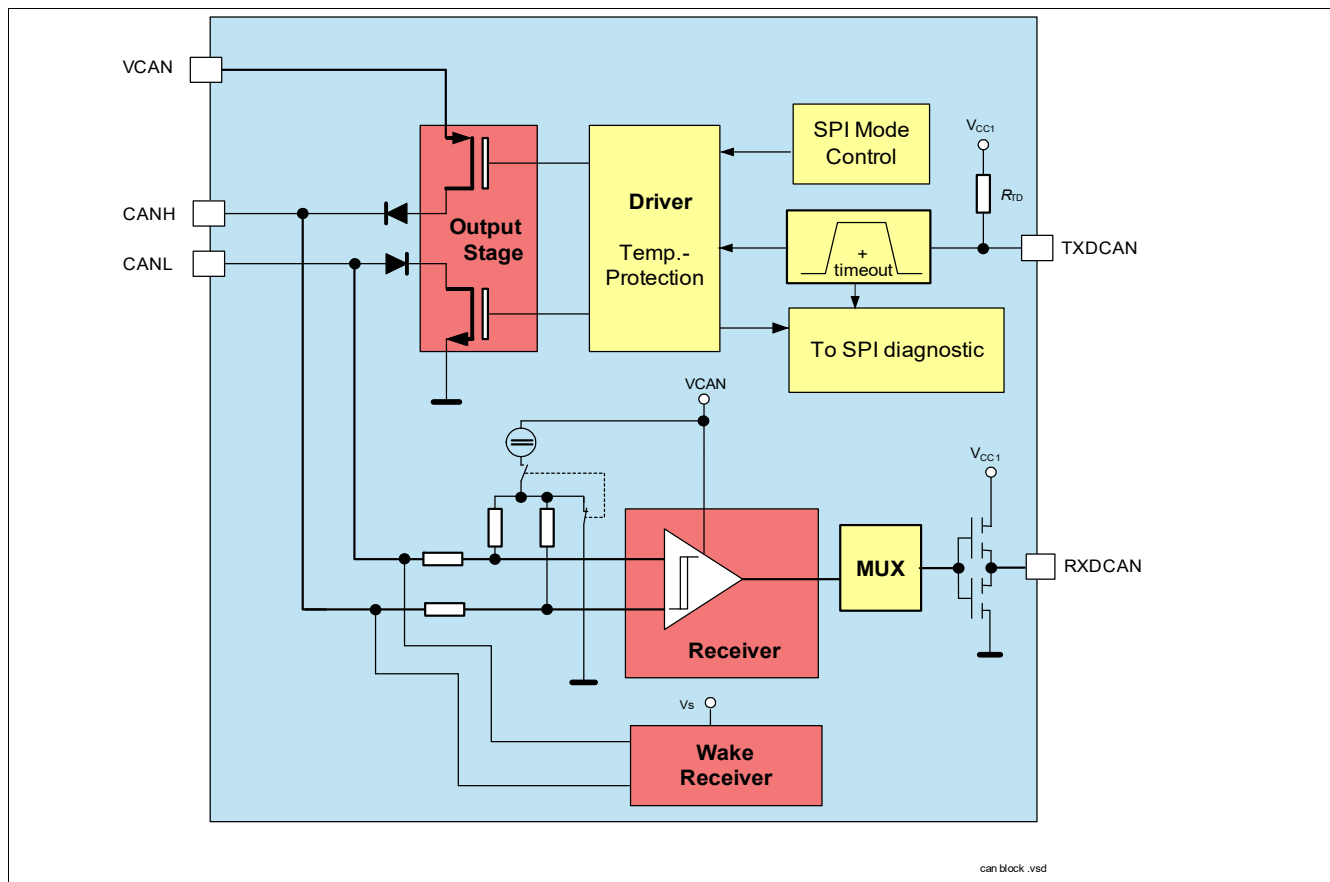 VCAN
SPI Mode
Control
VCC1
RTD
CANH
Driver
Output
Stage
CANL
Temp.-
Protection
+
timeout
TXDCAN
To SPI diagnostic
VCAN
VCC1
MUX
RXDCAN
Receiver
Vs
Wake
Receiver
can block .vsd